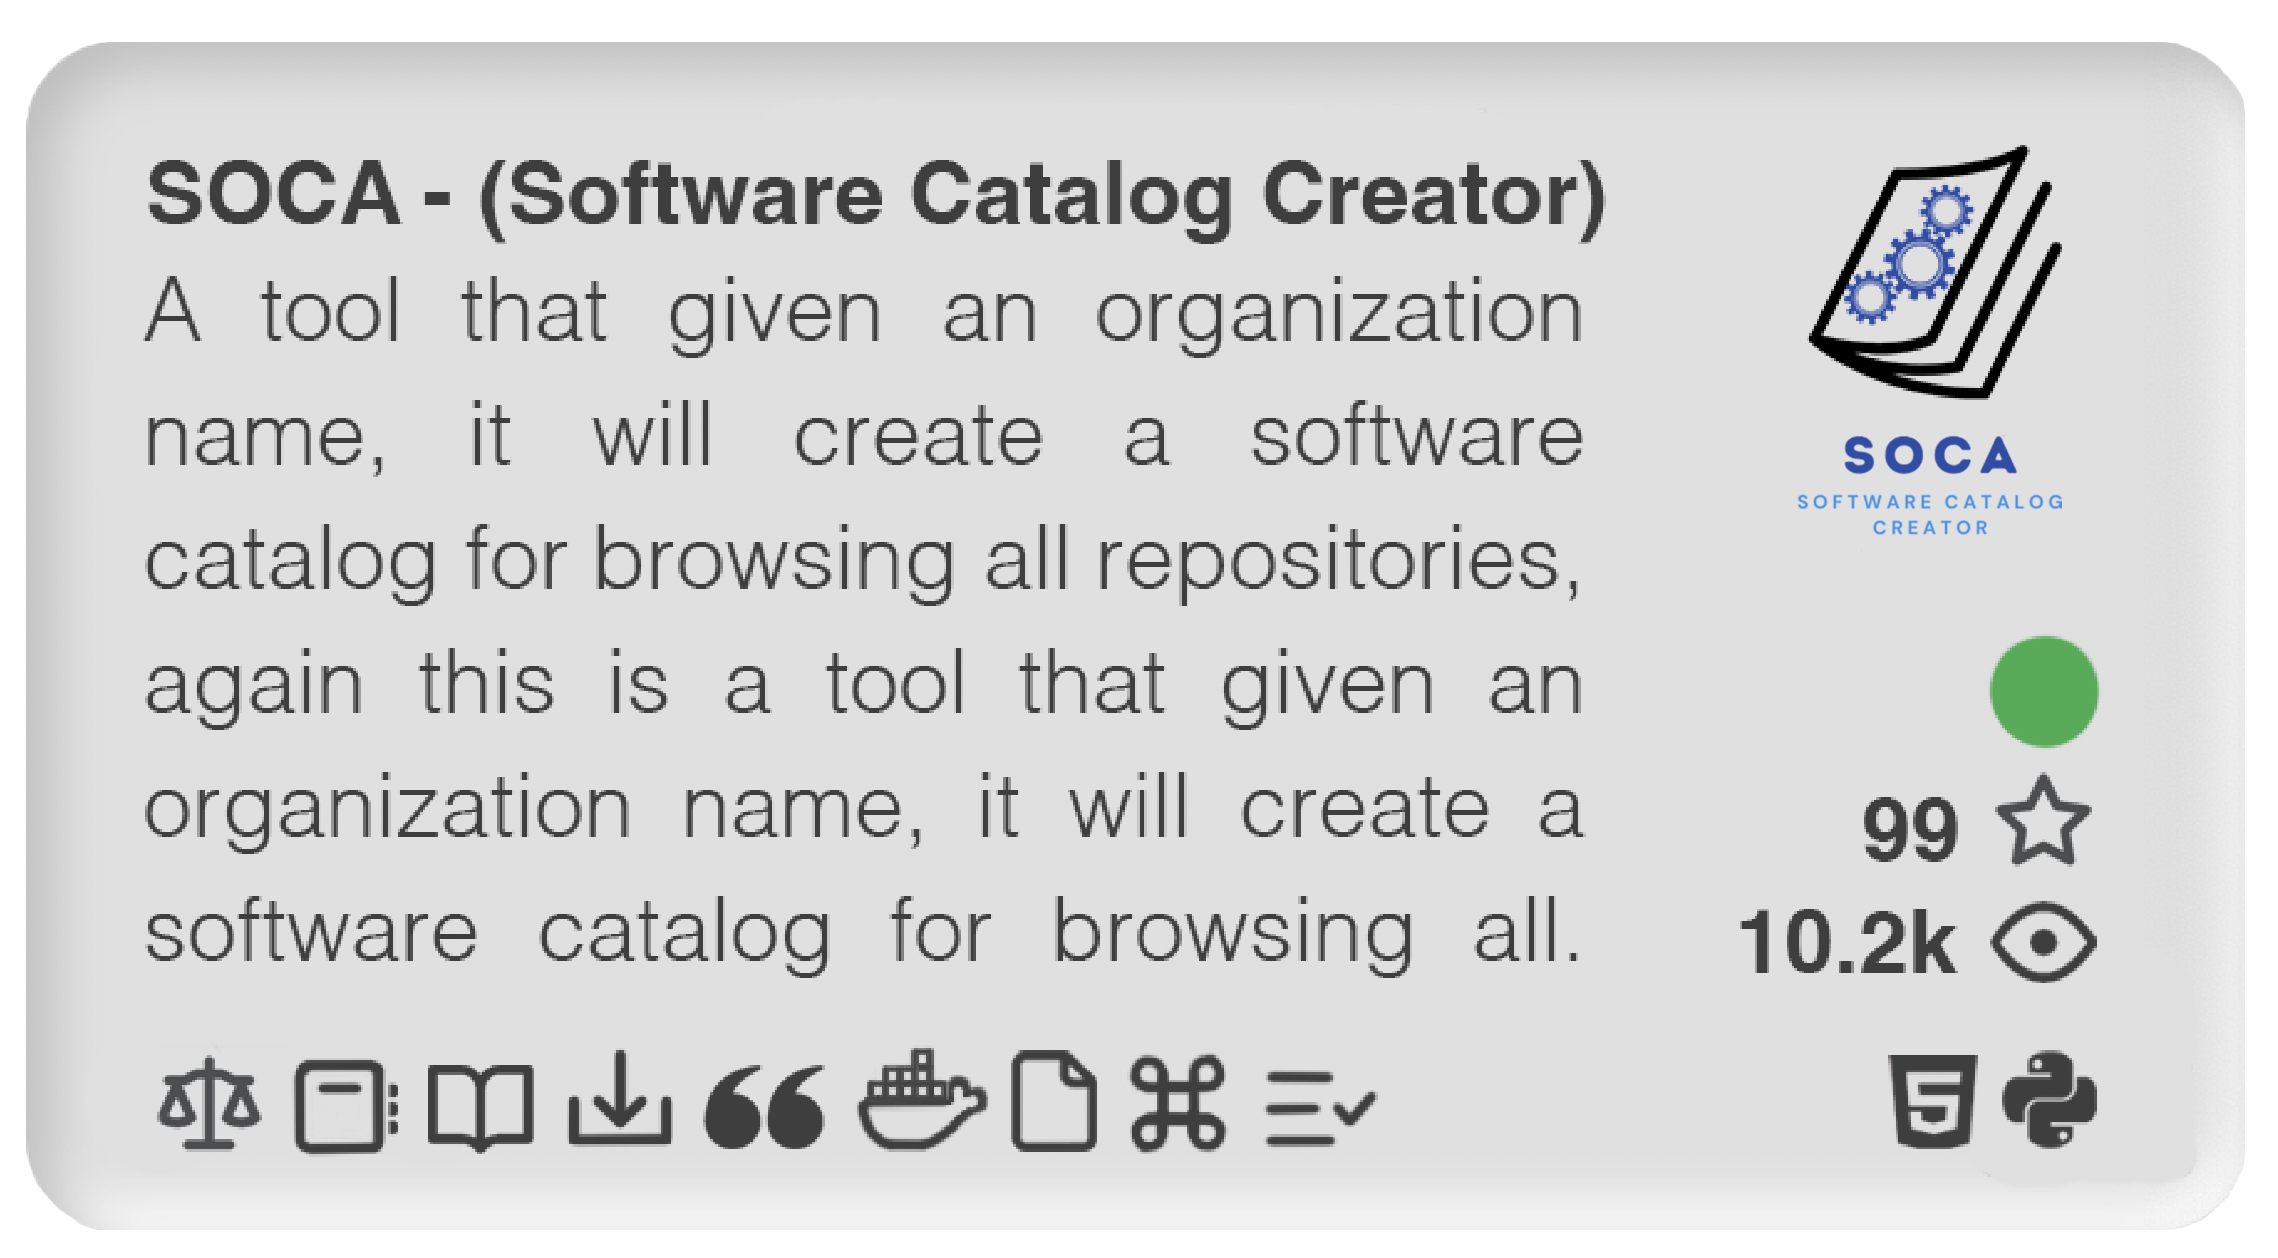 SOCA - (Software Catalog Creator)
A tool that given an organization
name, it will create a software
catalog for browsing all repositories,
again this is a tool that given an
organization name, it will create a
software catalog for browsing all.
SOCA
SOFTWARE CATALOG
CREATOR
99
10.2k